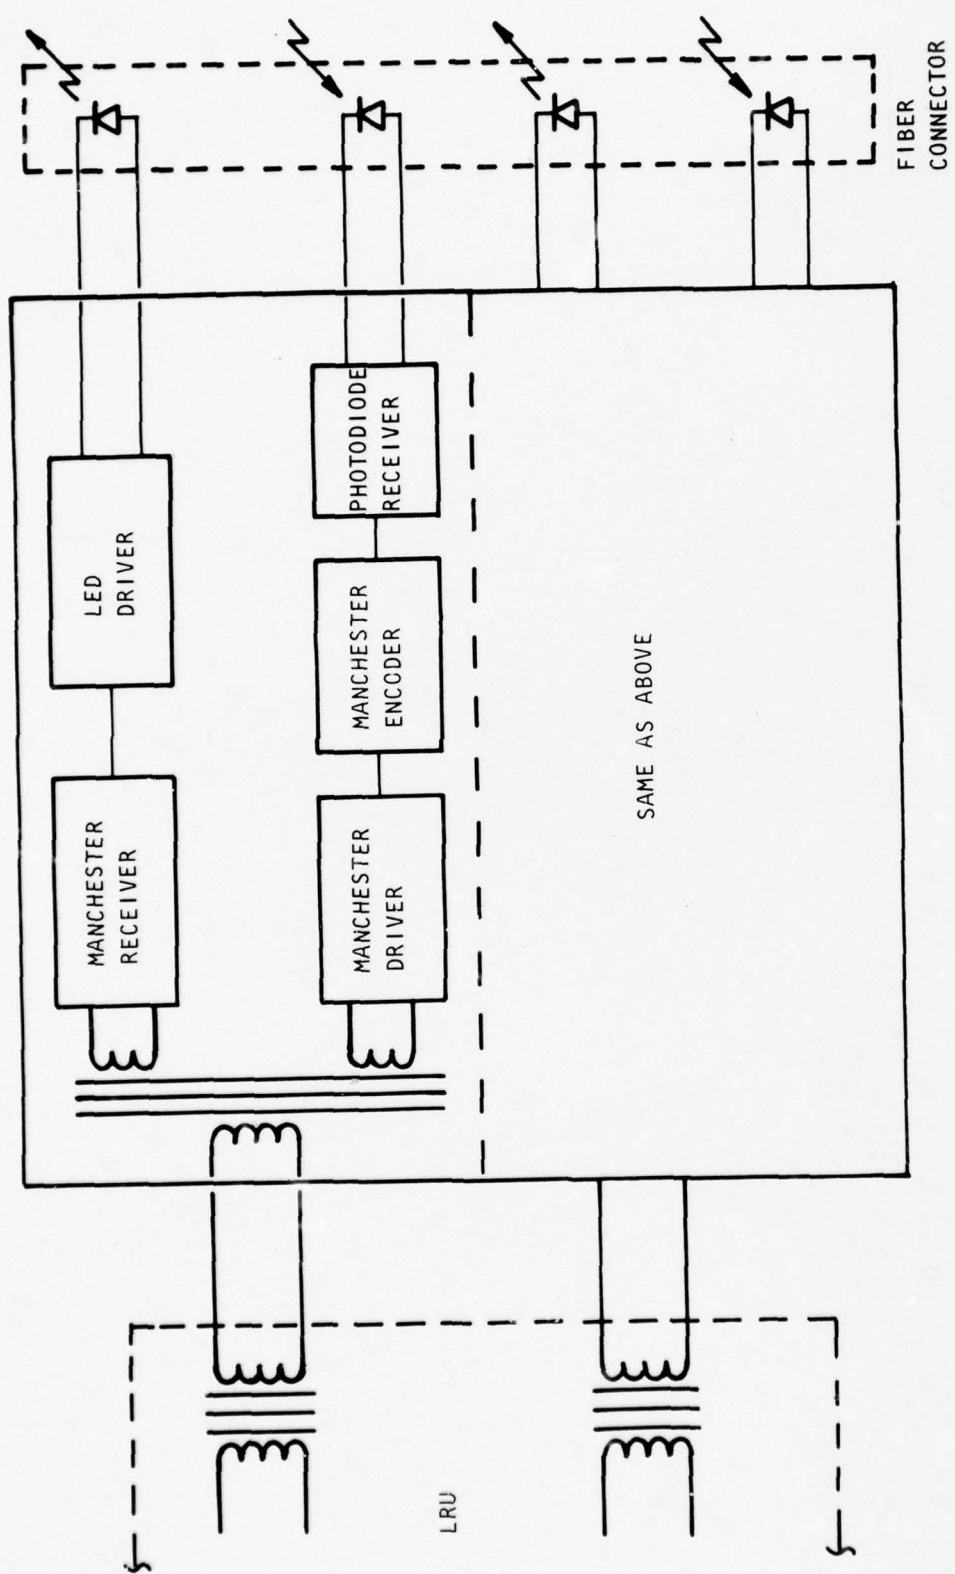 MANCHESTER
RECEIVER
LED
DRIVER
MANCHESTER
DRIVER
MANCHESTER
ENCODER
PHOTODIODE
RECEIVER
SAME AS ABOVE
LRU
FIBER
CONNECTOR